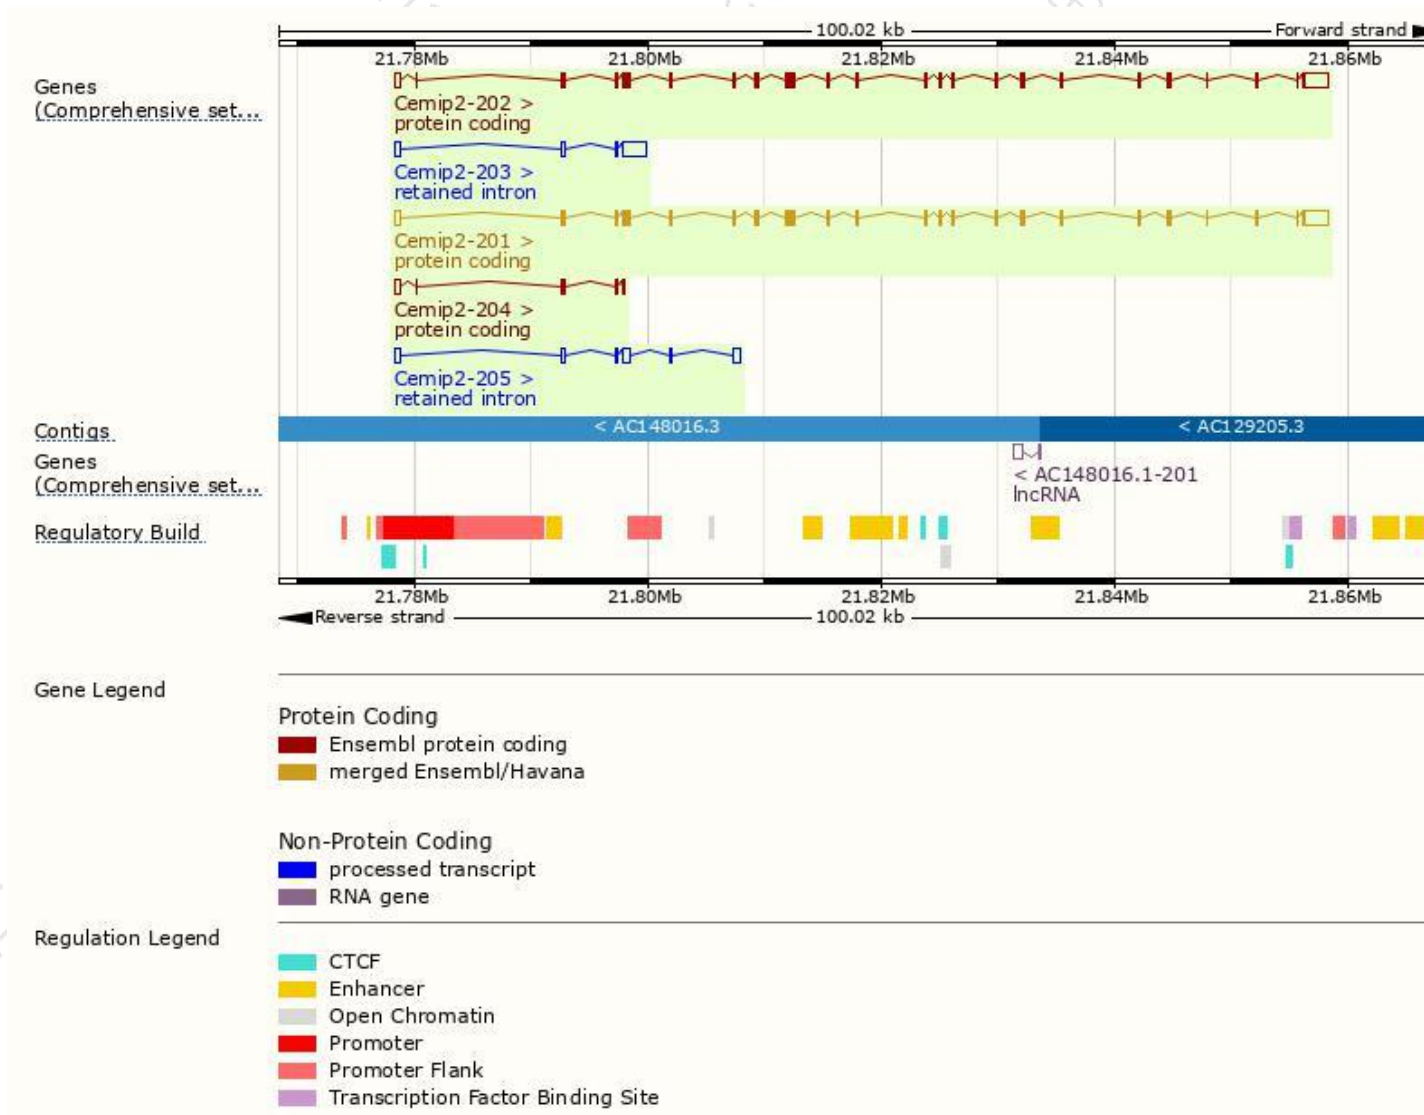 100.02 kb Forward strand
21.78Mb 21.80Mb 21.82Mb 21.84Mb 21.86Mb
Genes
(Comprehensive set...
Cemip2-202 >
protein coding
Cemip2-203 >
retained intron
Cemip2-201 >
protein coding
Cemip2-204 >
protein coding
Cemip2-205 >
retained intron
Contigs
< AC148016.3 < AC129205.3
Genes
(Comprehensive set...
< AC148016.1-201
lncRNA
Regulatory Build
21.78Mb 21.80Mb 21.82Mb 21.84Mb 21.86Mb
Reverse strand 100.02 kb
Gene Legend
Protein Coding
Ensembl protein coding
merged Ensembl/Havana
Non-Protein Coding
processed transcript
RNA gene
Regulation Legend
CTCF
Enhancer
Open Chromatin
Promoter
Promoter Flank
Transcription Factor Binding Site